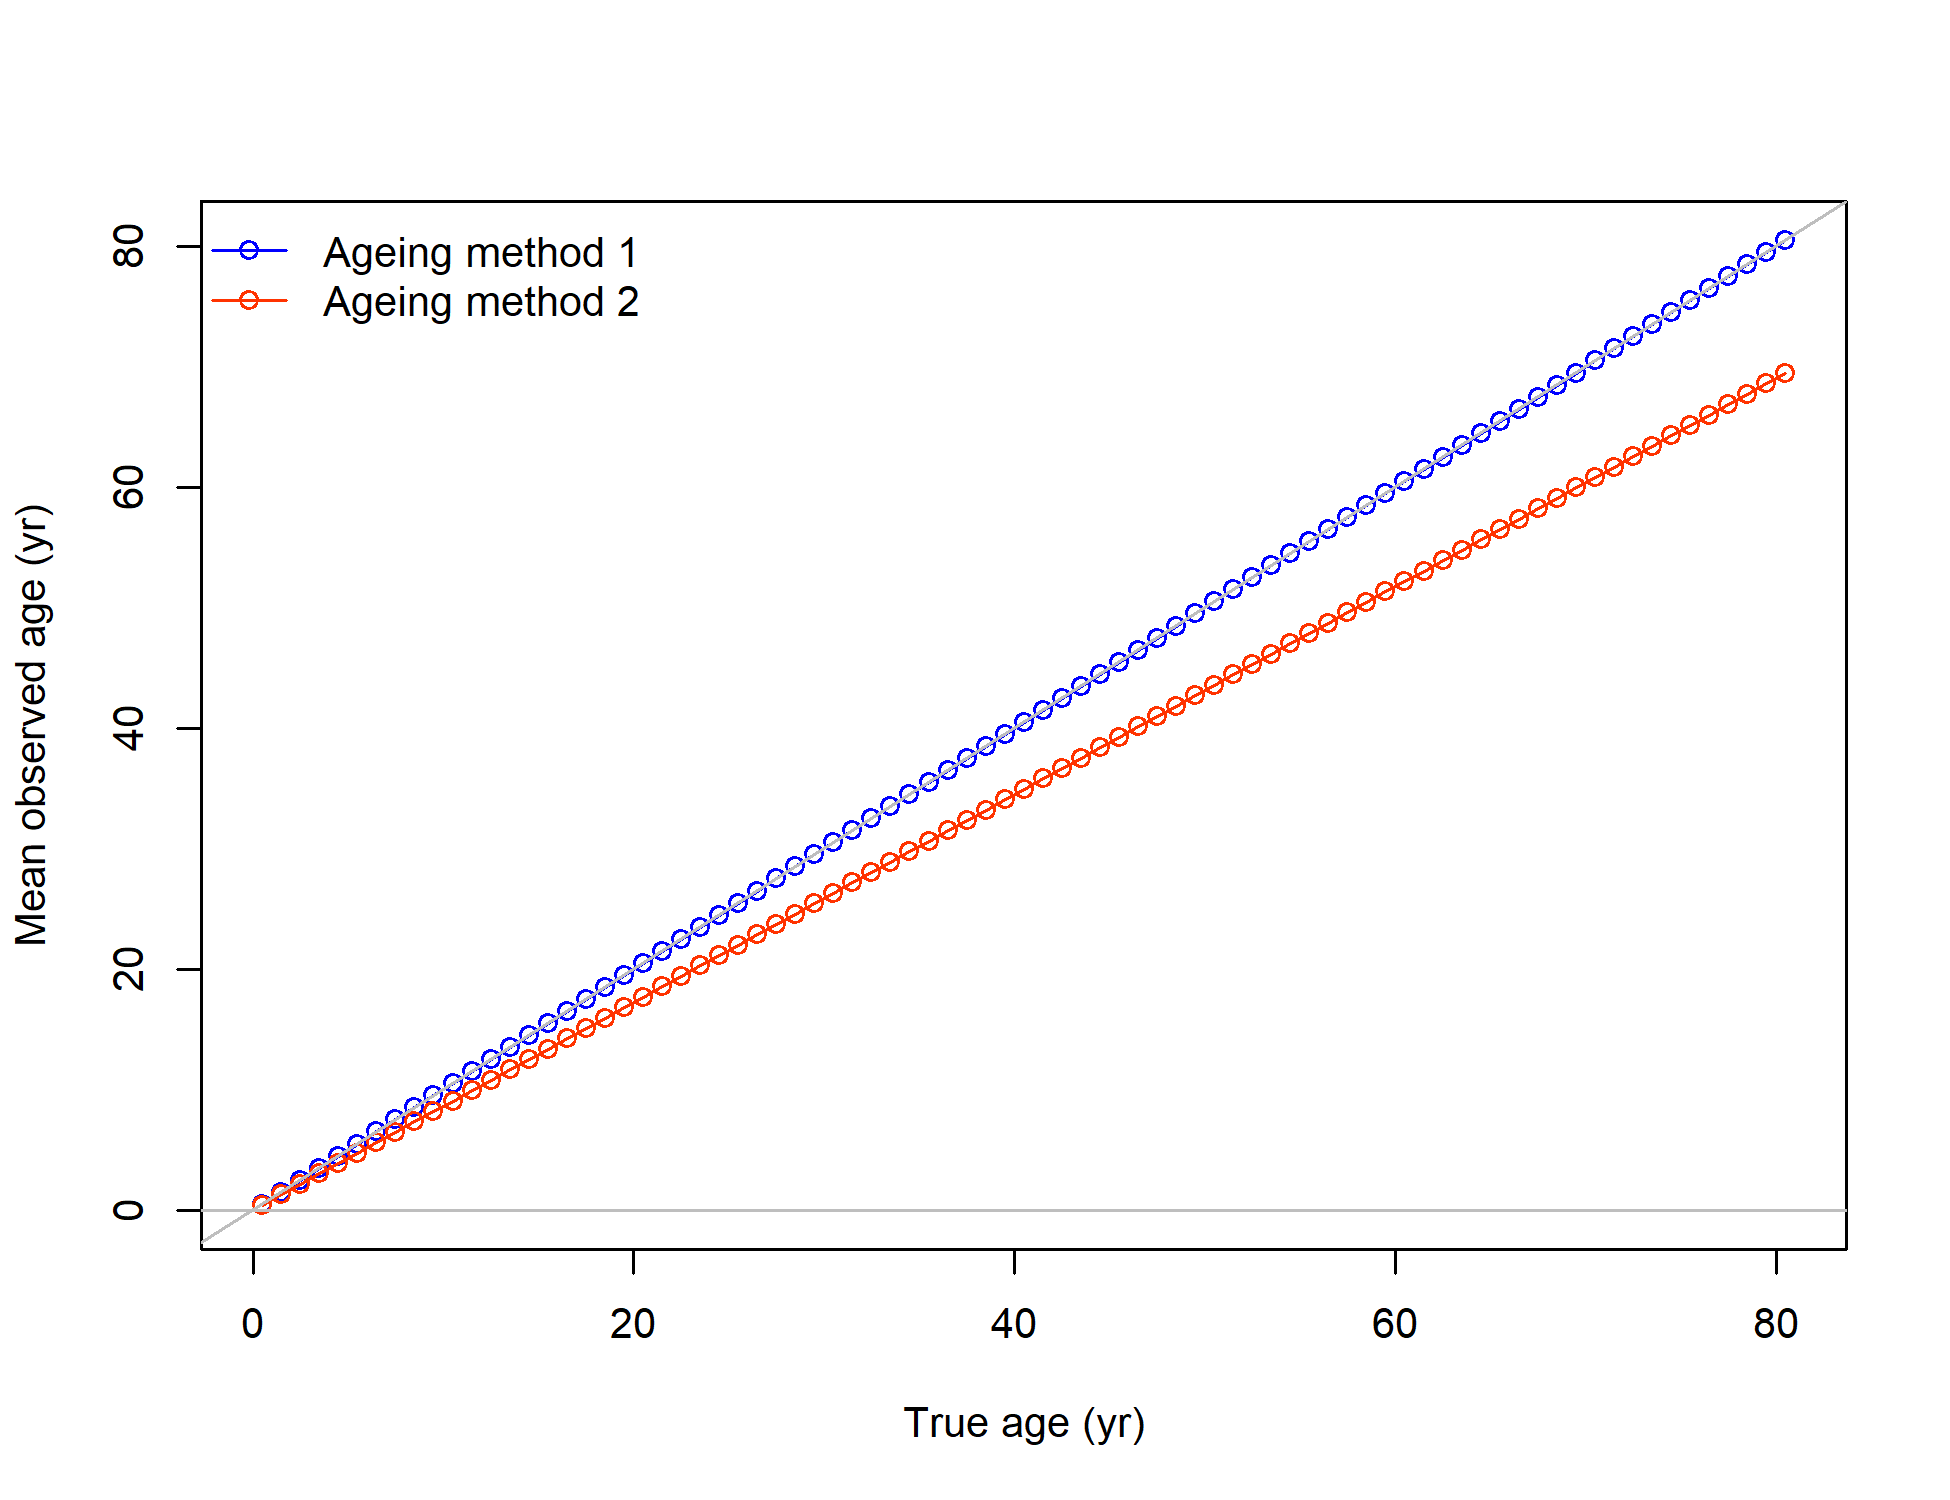 Ageing method 1
Ageing method 2
80
60
40
20
0
Mean observed age (yr)
0 20 40 60 80
True age (yr)